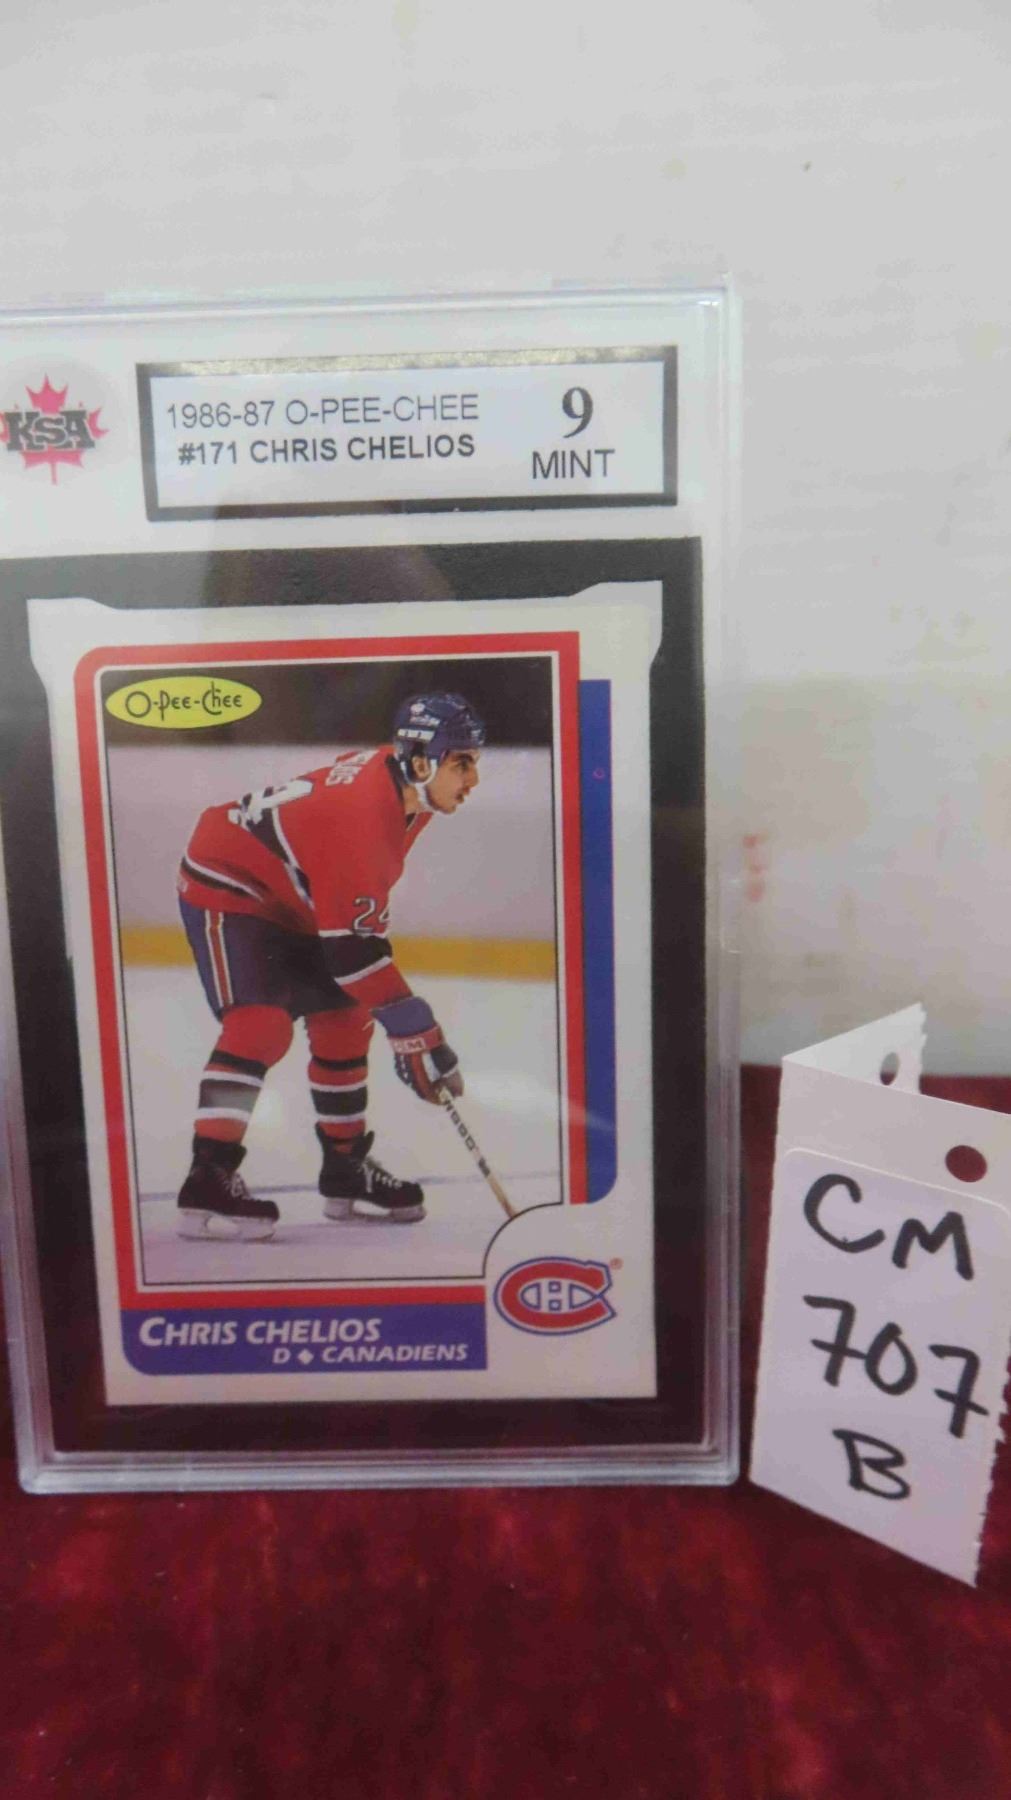 KSA
1986-87 O-PEE-CHEE
#171 CHRIS CHELIOS
9
MINT
O-Pee-Chee
24
CHRIS CHELIOS
D ◆ CANADIENS
®
CM
707
B